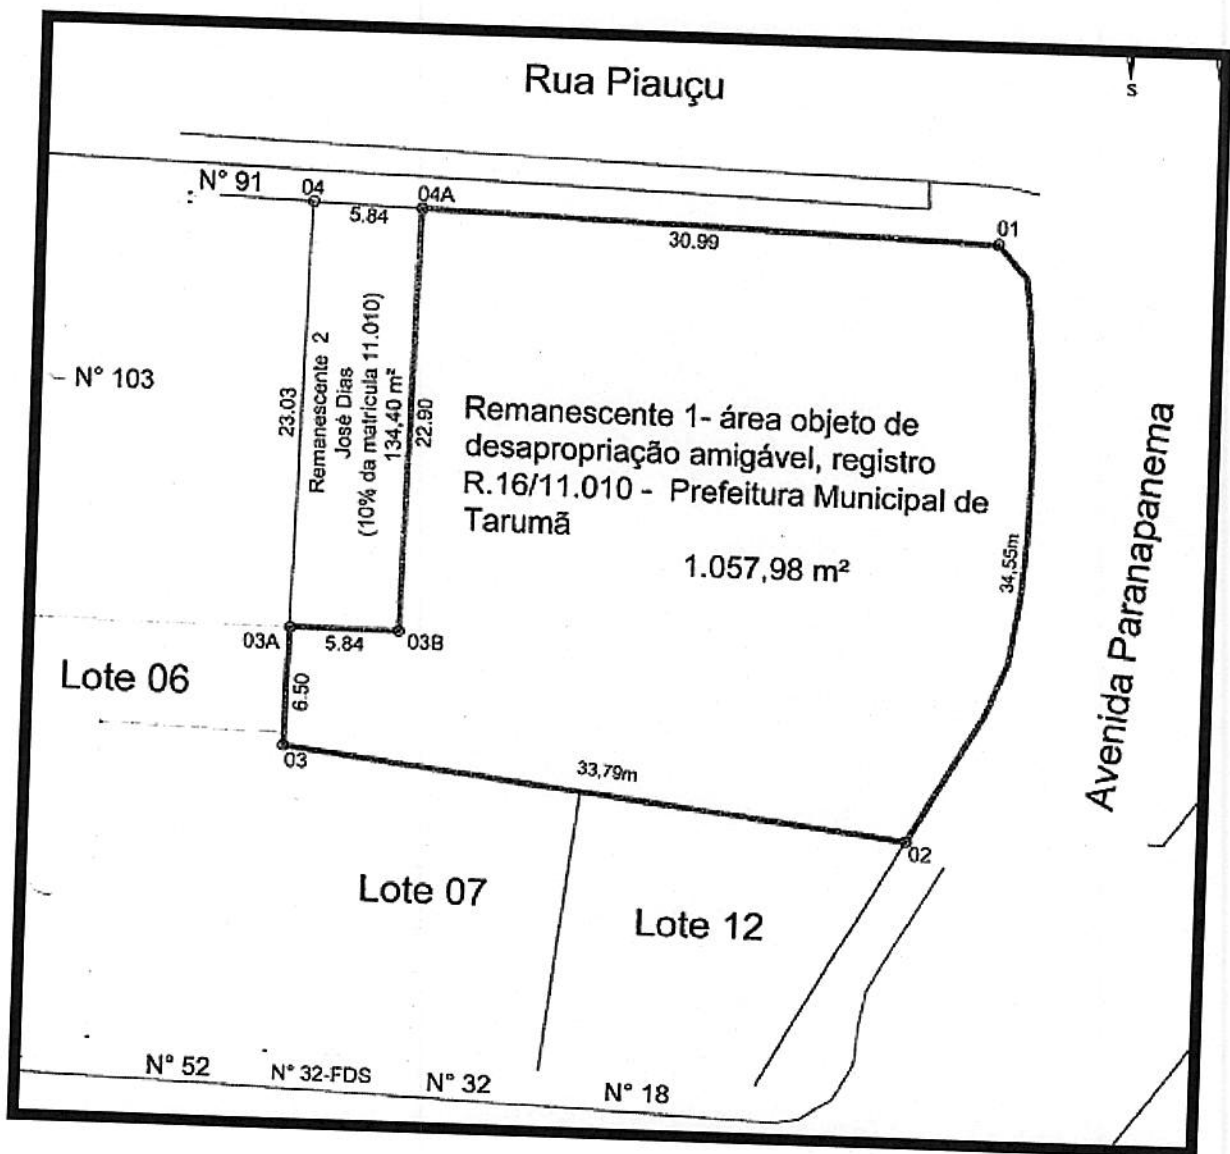 Rua Piauçu
S
N° 91
04
5.84
04A
30.99
01
N° 103
23.03
Remanescente 2
José Dias
(10% da matrícula 11.010)
134,40 m²
22.90
Remanescente 1- área objeto de
desapropriação amigável, registro
R.16/11.010 - Prefeitura Municipal de
Tarumã
1.057,98 m²
34,55m
Avenida Paranapanema
03A
5.84
03B
Lote 06
6.50
03
33,79m
02
Lote 07
Lote 12
N° 52
N° 32-FDS
N° 32
N° 18